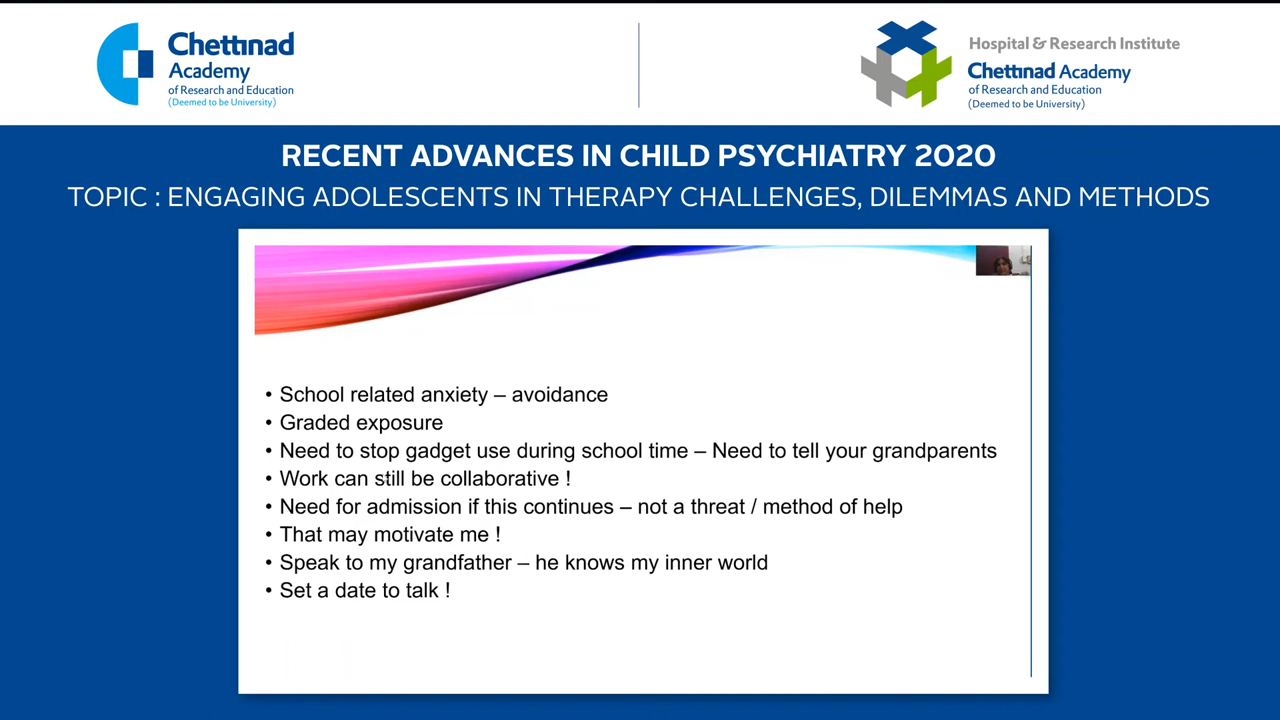 Chettinad
Academy
of Research and Education
(Deemed to be University)
Hospital & Research Institute
Chettinad Academy
of Research and Education
(Deemed to be University)
RECENT ADVANCES IN CHILD PSYCHIATRY 2020
TOPIC : ENGAGING ADOLESCENTS IN THERAPY CHALLENGES, DILEMMAS AND METHODS
• School related anxiety – avoidance
• Graded exposure
• Need to stop gadget use during school time – Need to tell your grandparents
• Work can still be collaborative !
• Need for admission if this continues – not a threat / method of help
• That may motivate me !
• Speak to my grandfather – he knows my inner world
• Set a date to talk !